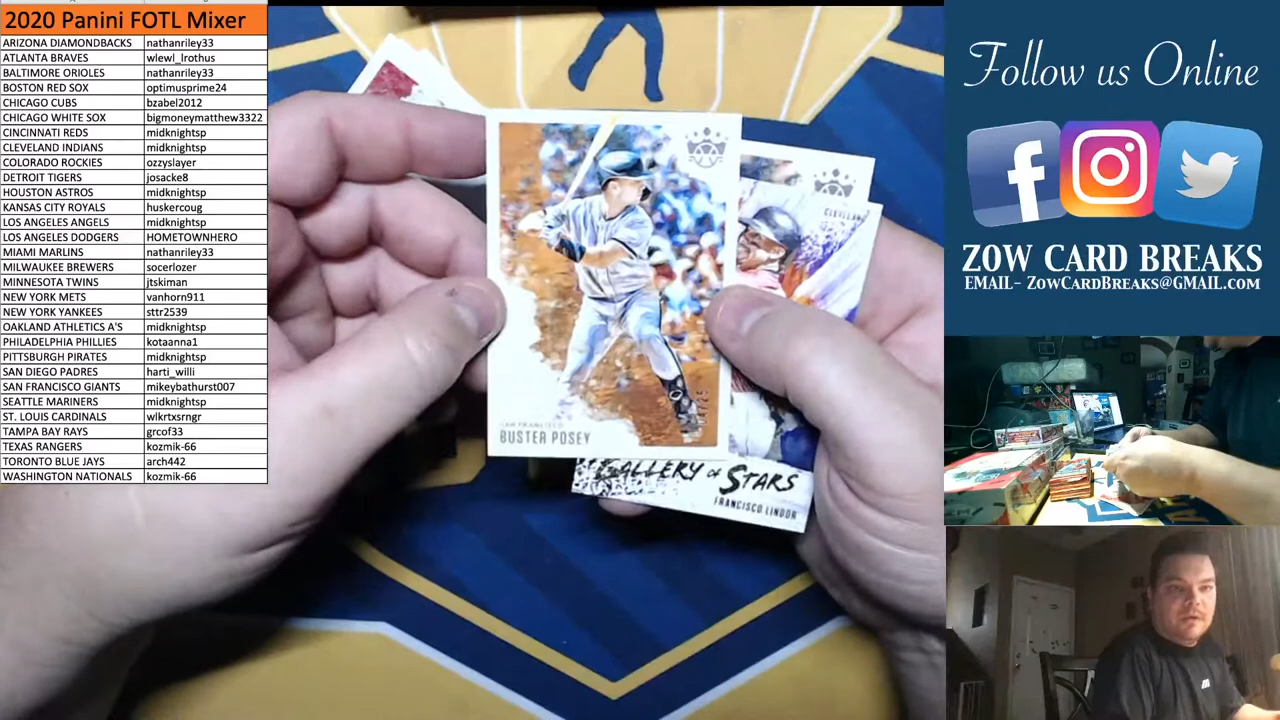 2020 Panini FOTL Mixer
ARIZONA DIAMONDBACKS nathanriley33
ATLANTA BRAVES wlewl_lrothus
BALTIMORE ORIOLES nathanriley33
BOSTON RED SOX optimusprime24
CHICAGO CUBS bzabel2012
CHICAGO WHITE SOX bigmoneymatthew3322
CINCINNATI REDS midknightsp
CLEVELAND INDIANS midknightsp
COLORADO ROCKIES ozzyslayer
DETROIT TIGERS josacke8
HOUSTON ASTROS midknightsp
KANSAS CITY ROYALS huskercoug
LOS ANGELES ANGELS midknightsp
LOS ANGELES DODGERS HOMETOWNHERO
MIAMI MARLINS nathanriley33
MILWAUKEE BREWERS socerlozer
MINNESOTA TWINS jtskiman
NEW YORK METS vanhorn911
NEW YORK YANKEES sttr2539
OAKLAND ATHLETICS A'S midknightsp
PHILADELPHIA PHILLIES kotaanna1
PITTSBURGH PIRATES midknightsp
SAN DIEGO PADRES harti_willi
SAN FRANCISCO GIANTS mikeybathurst007
SEATTLE MARINERS midknightsp
ST. LOUIS CARDINALS wlkrtxsrngr
TAMPA BAY RAYS grcof33
TEXAS RANGERS kozmik-66
TORONTO BLUE JAYS arch442
WASHINGTON NATIONALS kozmik-66
SAN FRANCISCO
BUSTER POSEY
CLEVELAND
GALLERY OF STARS
FRANCISCO LINDOR
Follow us Online
ZOW CARD BREAKS
EMAIL- ZOWCARDBREAKS@GMAIL.COM